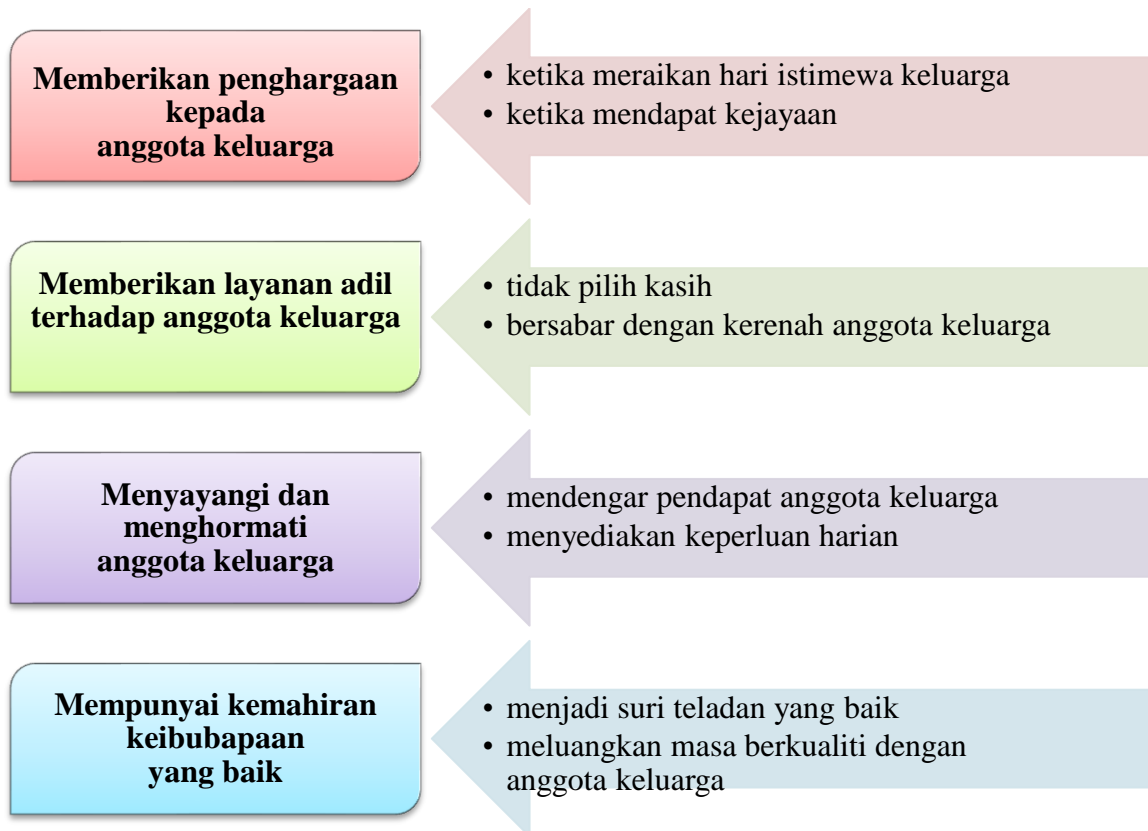 Memberikan penghargaan
kepada
anggota keluarga
• ketika meraikan hari istimewa keluarga
• ketika mendapat kejayaan
Memberikan layanan adil
terhadap anggota keluarga
• tidak pilih kasih
• bersabar dengan kerenah anggota keluarga
Menyayangi dan
menghormati
anggota keluarga
• mendengar pendapat anggota keluarga
• menyediakan keperluan harian
Mempunyai kemahiran
keibubapaan
yang baik
• menjadi suri teladan yang baik
• meluangkan masa berkualiti dengan
anggota keluarga